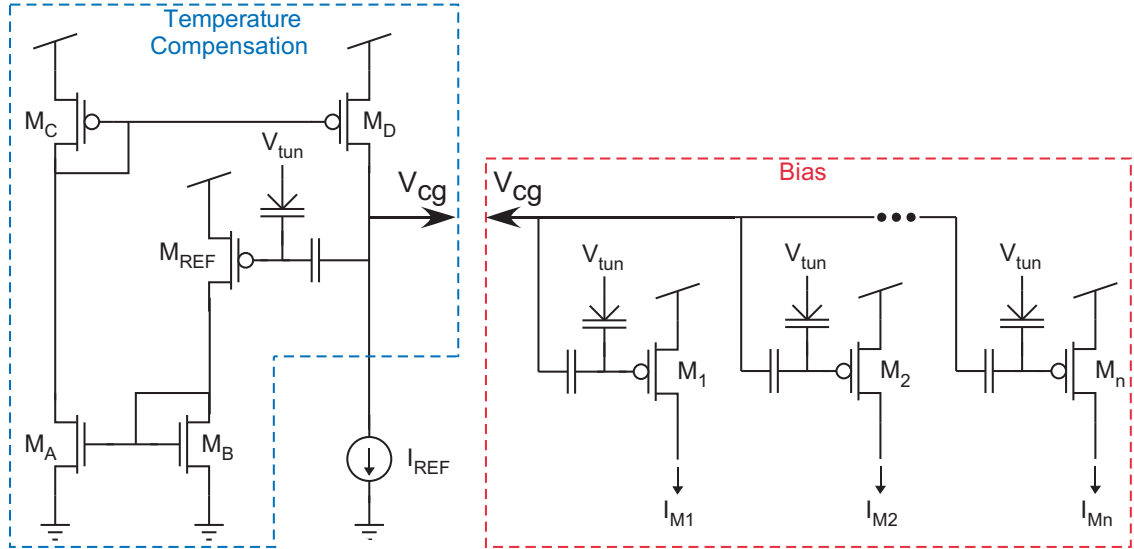 Temperature
Compensation
M_C
M_D
V_tun
V_cg
M_REF
M_A
M_B
I_REF
Bias
V_cg
V_tun
V_tun
V_tun
M_1
M_2
M_n
I_M1
I_M2
I_Mn